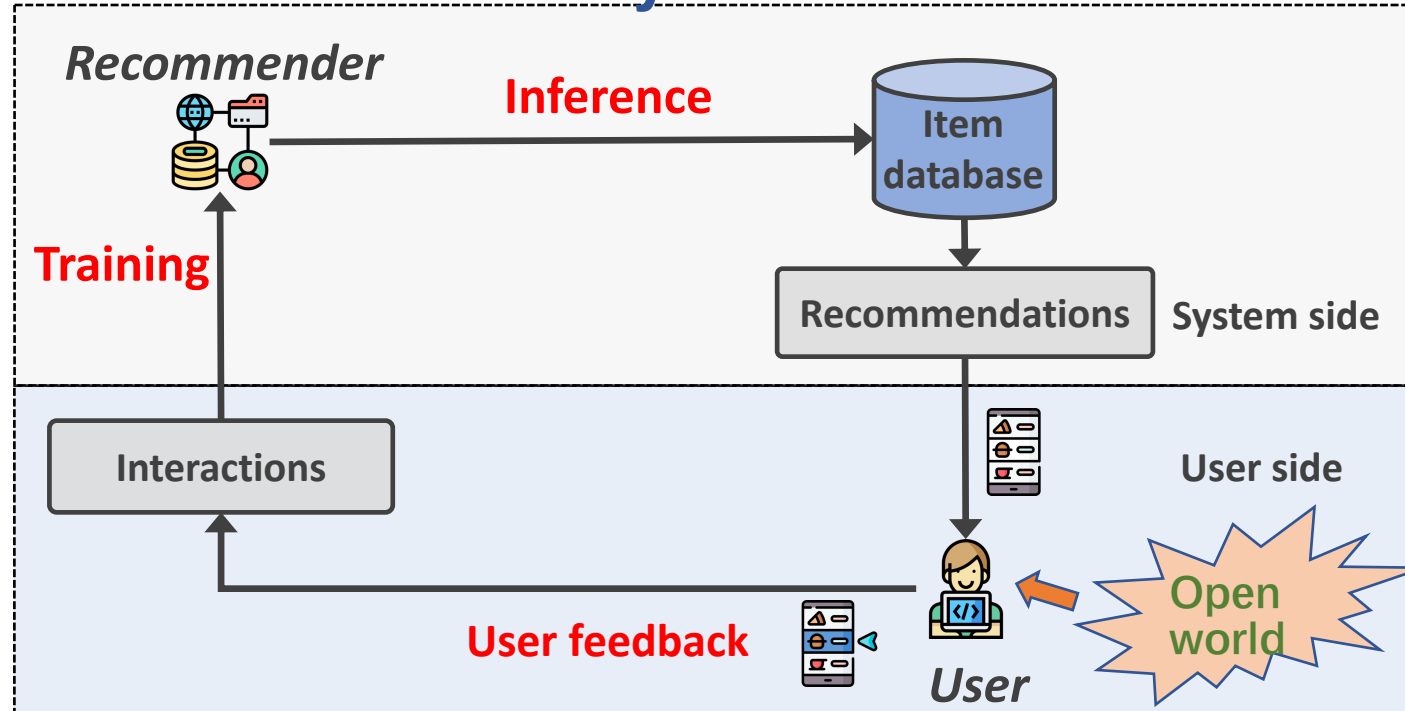 Recommender
Inference
Item
database
Training
Recommendations
System side
Interactions
User side
Open
world
User feedback
User